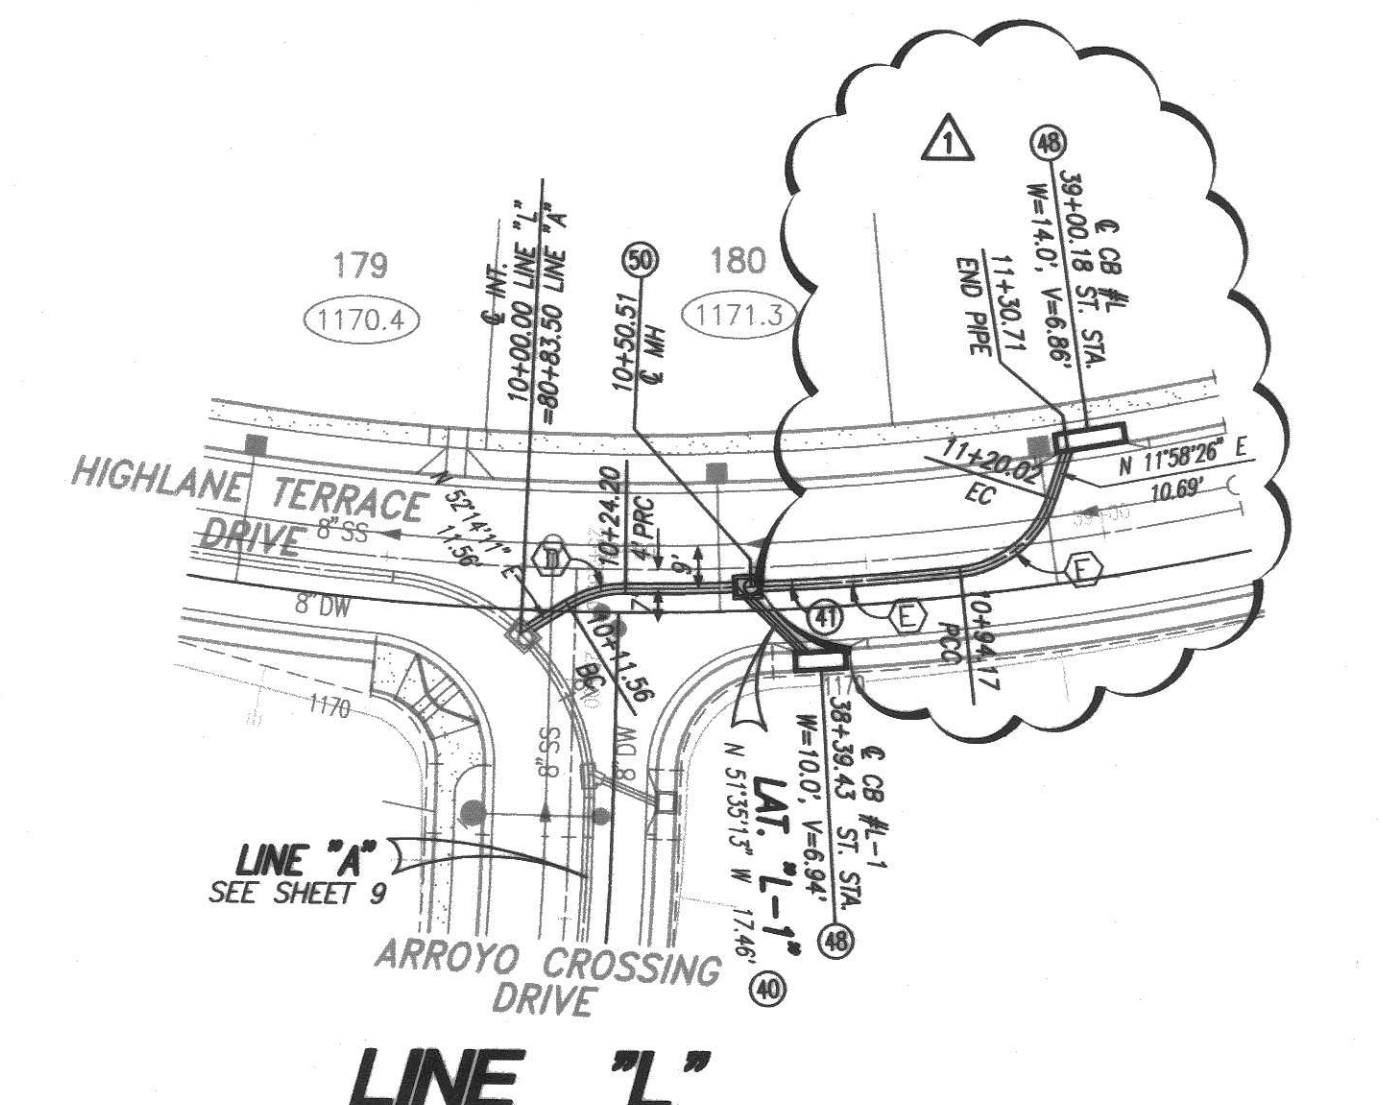 1
48
℄ CB #L
39+00.18 ST. STA.
W=14.0', V=6.86'
11+30.71
END PIPE
179
1170.4
180
1171.3
℄ INT.
10+00.00 LINE "L"
=80+83.50 LINE "A"
50
10+50.51
℄ MH
HIGHLANE TERRACE
DRIVE
8"SS
N 52°14'11" E
11.56'
10+24.20
4' PRC
9'
7'
D
11+20.02
EC
N 11°58'26" E
10.69'
F
E
41
10+94.17
PCC
8"DW
10+11.56
BC
1170
1170
8"SS
8"DW
℄ CB #L-1
38+39.43 ST. STA.
W=10.0', V=6.94'
48
LAT. "L-1"
N 51°35'13" W 17.46'
40
LINE "A"
SEE SHEET 9
ARROYO CROSSING
DRIVE
LINE "L"